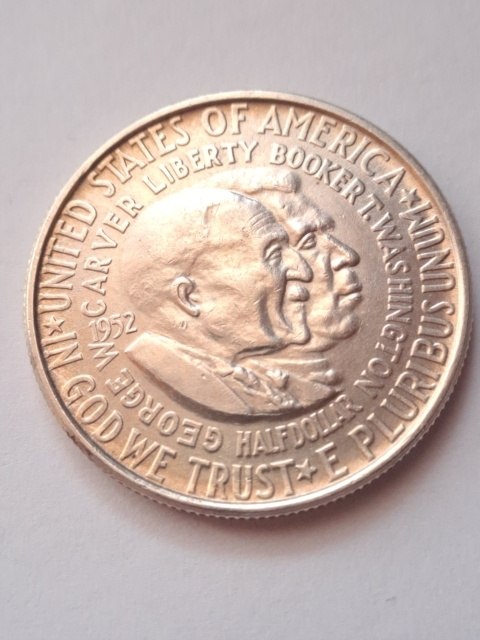 UNITED STATES OF AMERICA
E PLURIBUS UNUM
IN GOD WE TRUST
GEORGE W CARVER LIBERTY BOOKER T. WASHINGTON
1952
HALF DOLLAR